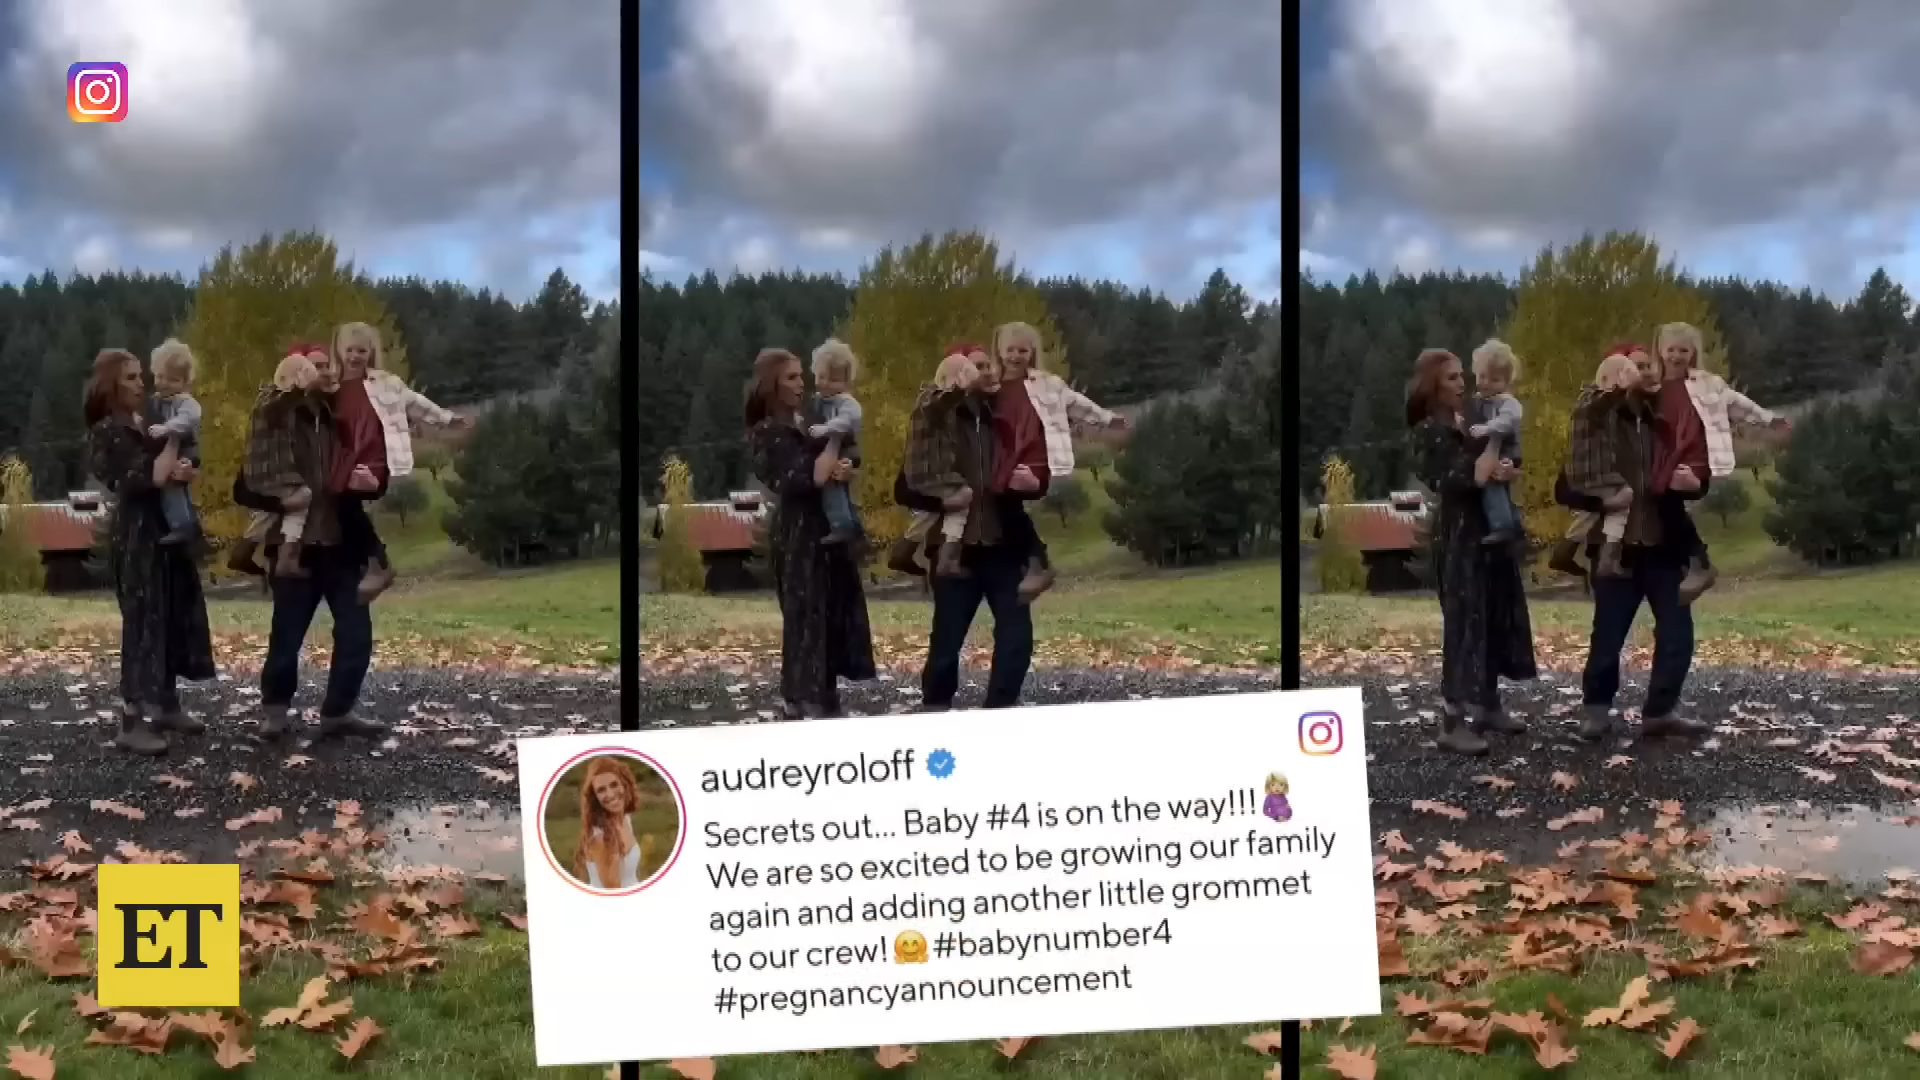 audreyroloff
Secrets out... Baby #4 is on the way!!!🤰🏼
We are so excited to be growing our family
again and adding another little grommet
to our crew!🤗#babynumber4
#pregnancyannouncement
ET